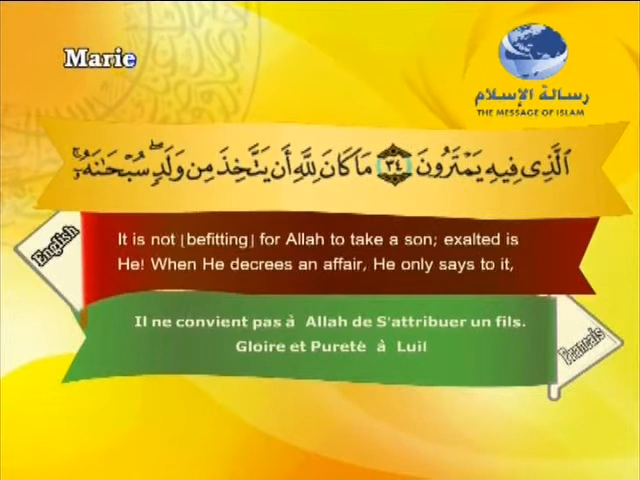 Marie
رسالة الإسلام
THE MESSAGE OF ISLAM
ٱلَّذِى فِيهِ يَمْتَرُونَ ٣٤ مَا كَانَ لِلَّهِ أَن يَتَّخِذَ مِن وَلَدٍ ۖ سُبْحَٰنَهُۥٓ ۚ
English
It is not [befitting] for Allah to take a son; exalted is
He! When He decrees an affair, He only says to it,
Il ne convient pas à Allah de S'attribuer un fils.
Gloire et Pureté à Lui!
Francais